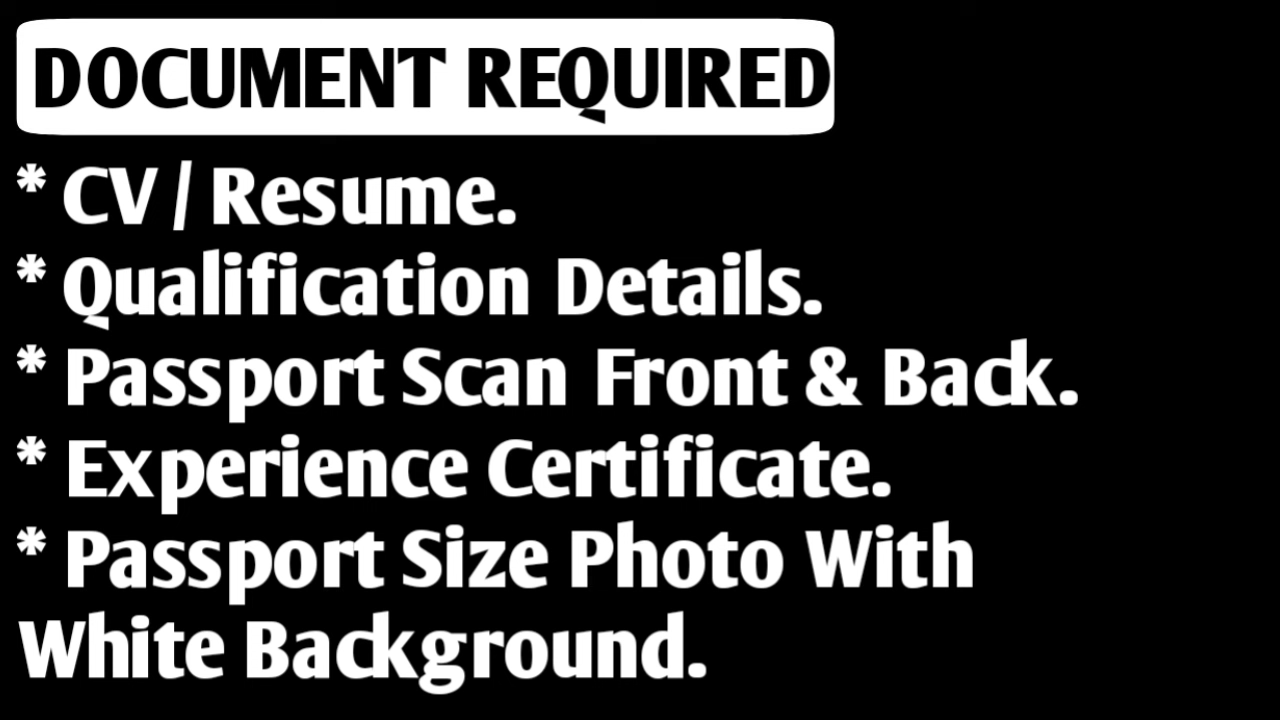 DOCUMENT REQUIRED
* CV / Resume.
* Qualification Details.
* Passport Scan Front & Back.
* Experience Certificate.
* Passport Size Photo With
White Background.